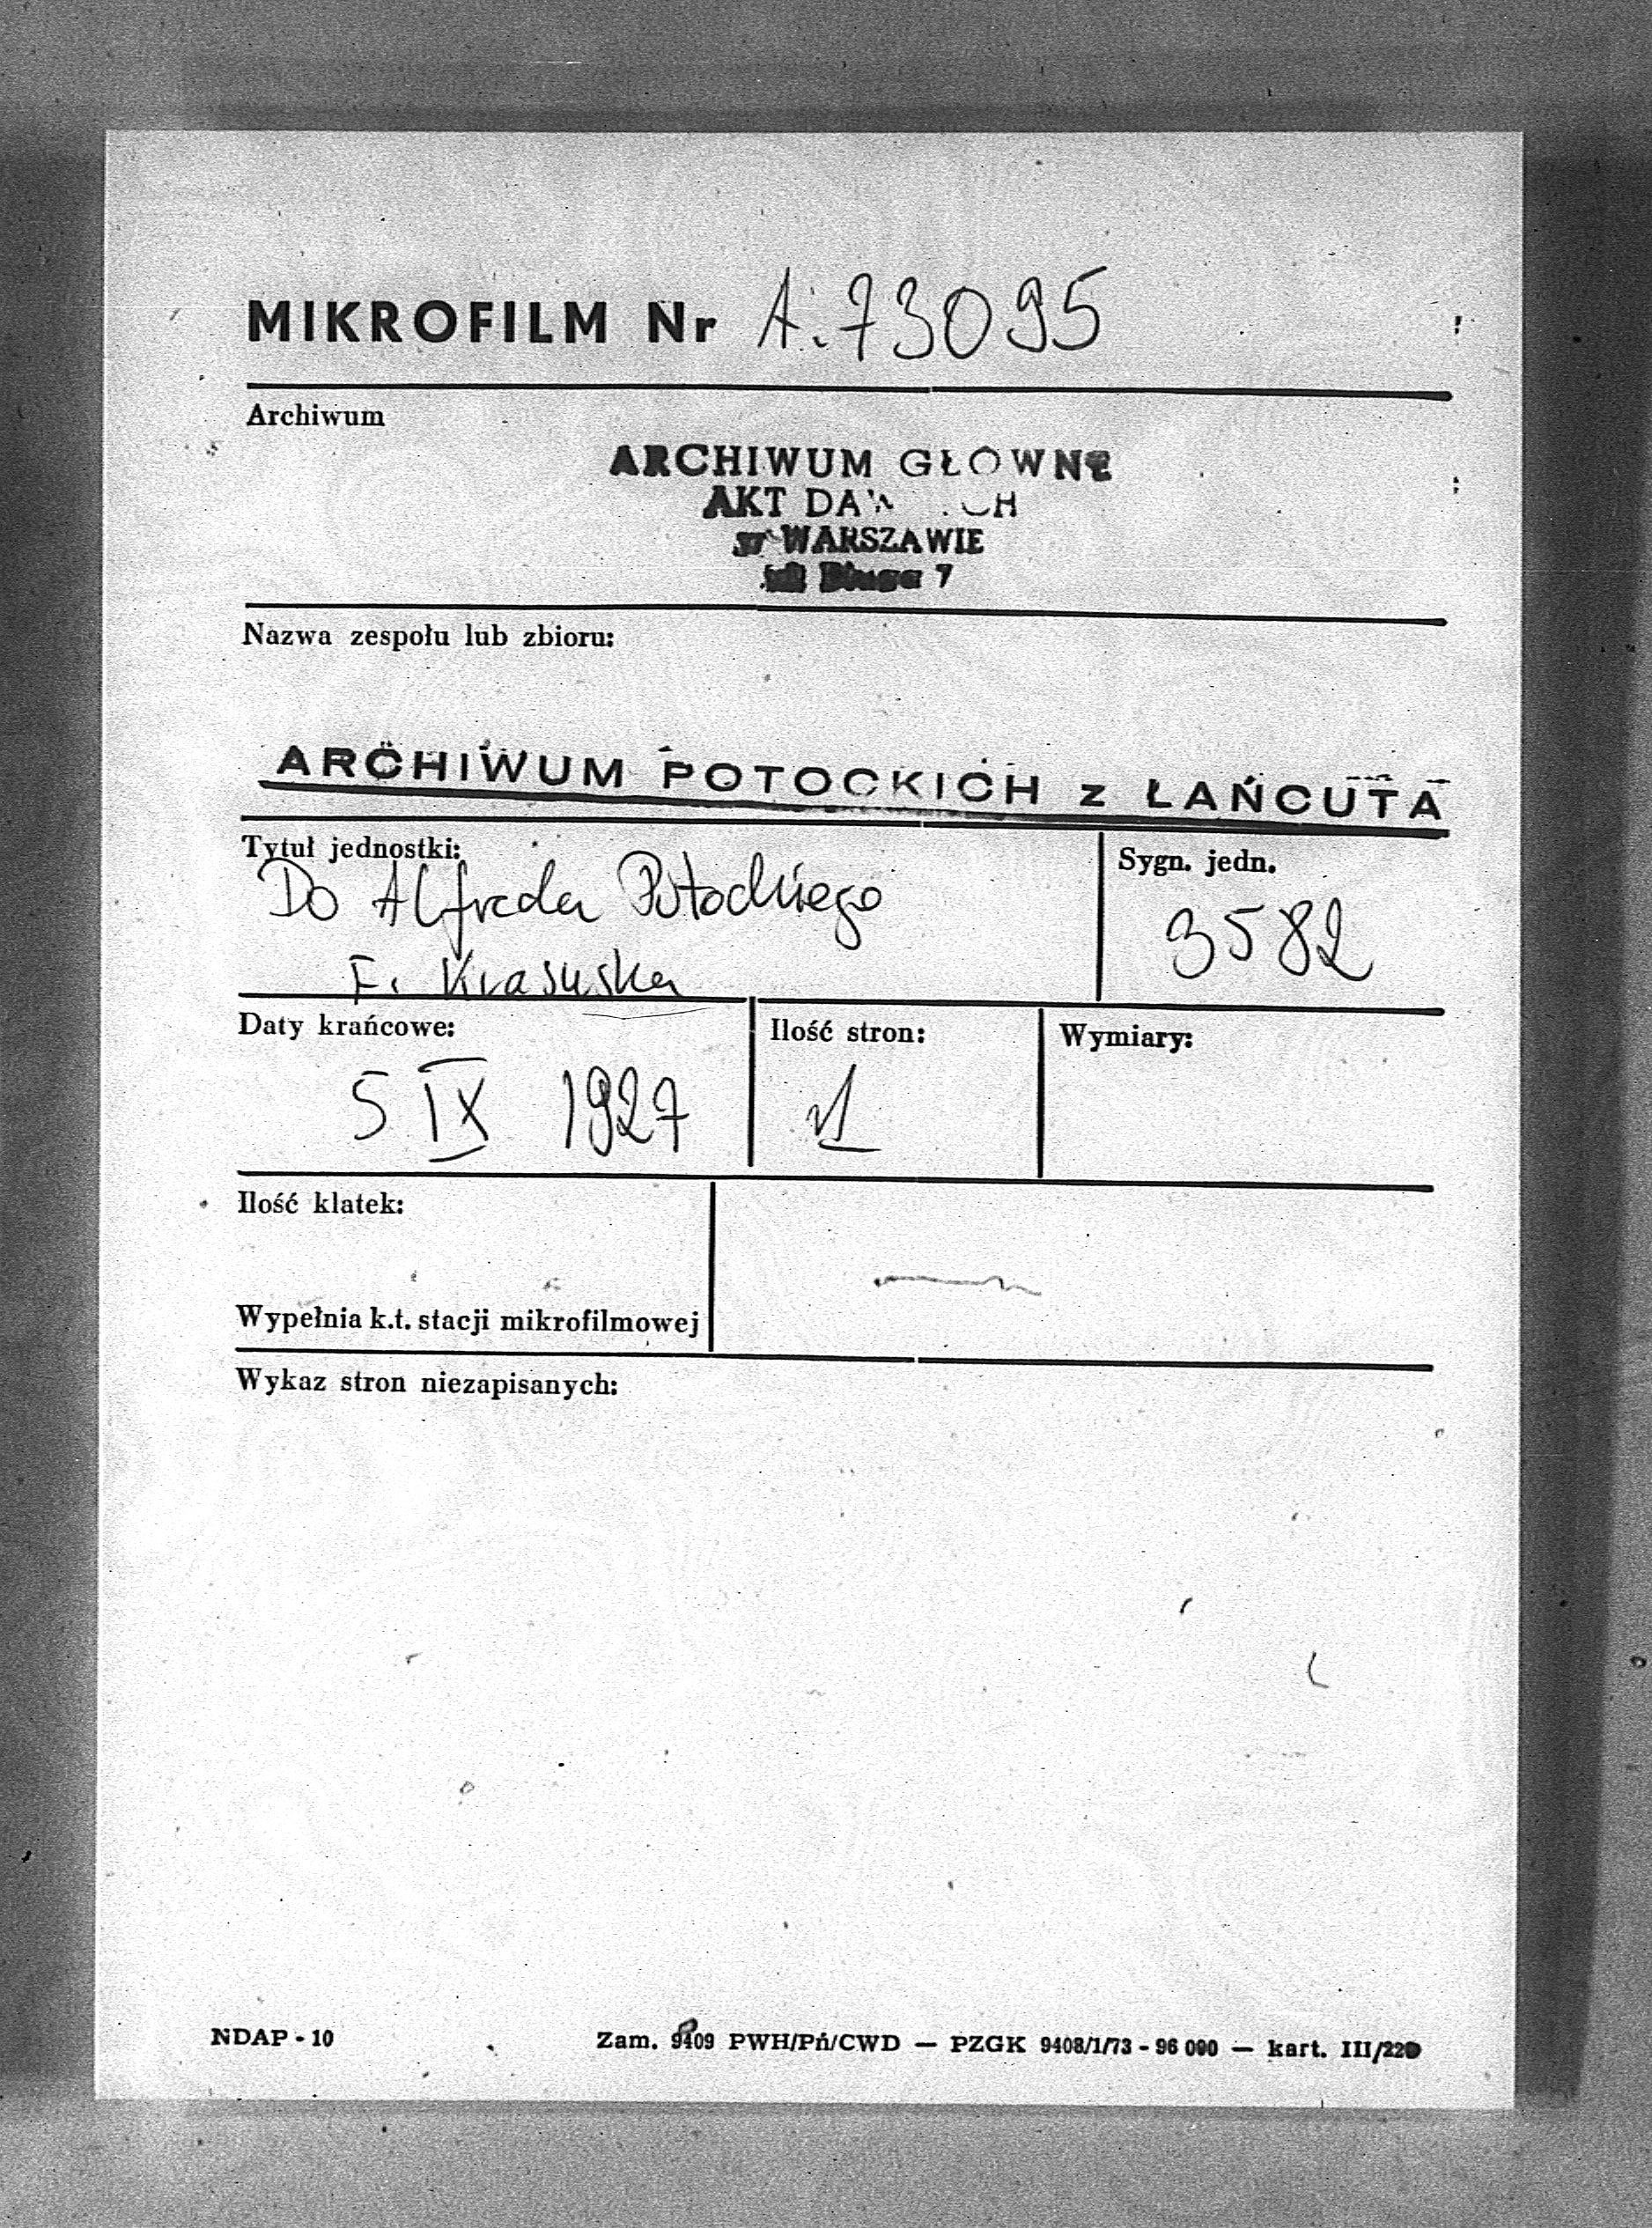 MIKROFILM Nr A. 73095
Archiwum
ARCHIWUM GŁOWNE
AKT
WARSZAWIE
7
Nazwa zespołu lub zbioru:
ARCHIWUM POTOCKICH z ŁAŃCUTA
Tytuł jednostki:
Do Alfreda Potockiego
F. Krasuska
Sygn. jedn.
3582
Daty krańcowe:
5 IX 1927
Ilość stron:
1
Wymiary:
Ilość klatek:
Wypełnia k.t. stacji mikrofilmowej
Wykaz stron niezapisanych:
NDAP - 10
Zam. 9409 PWH/Pń/CWD — PZGK 9408/1/73 - 96 000 — kart. III/220